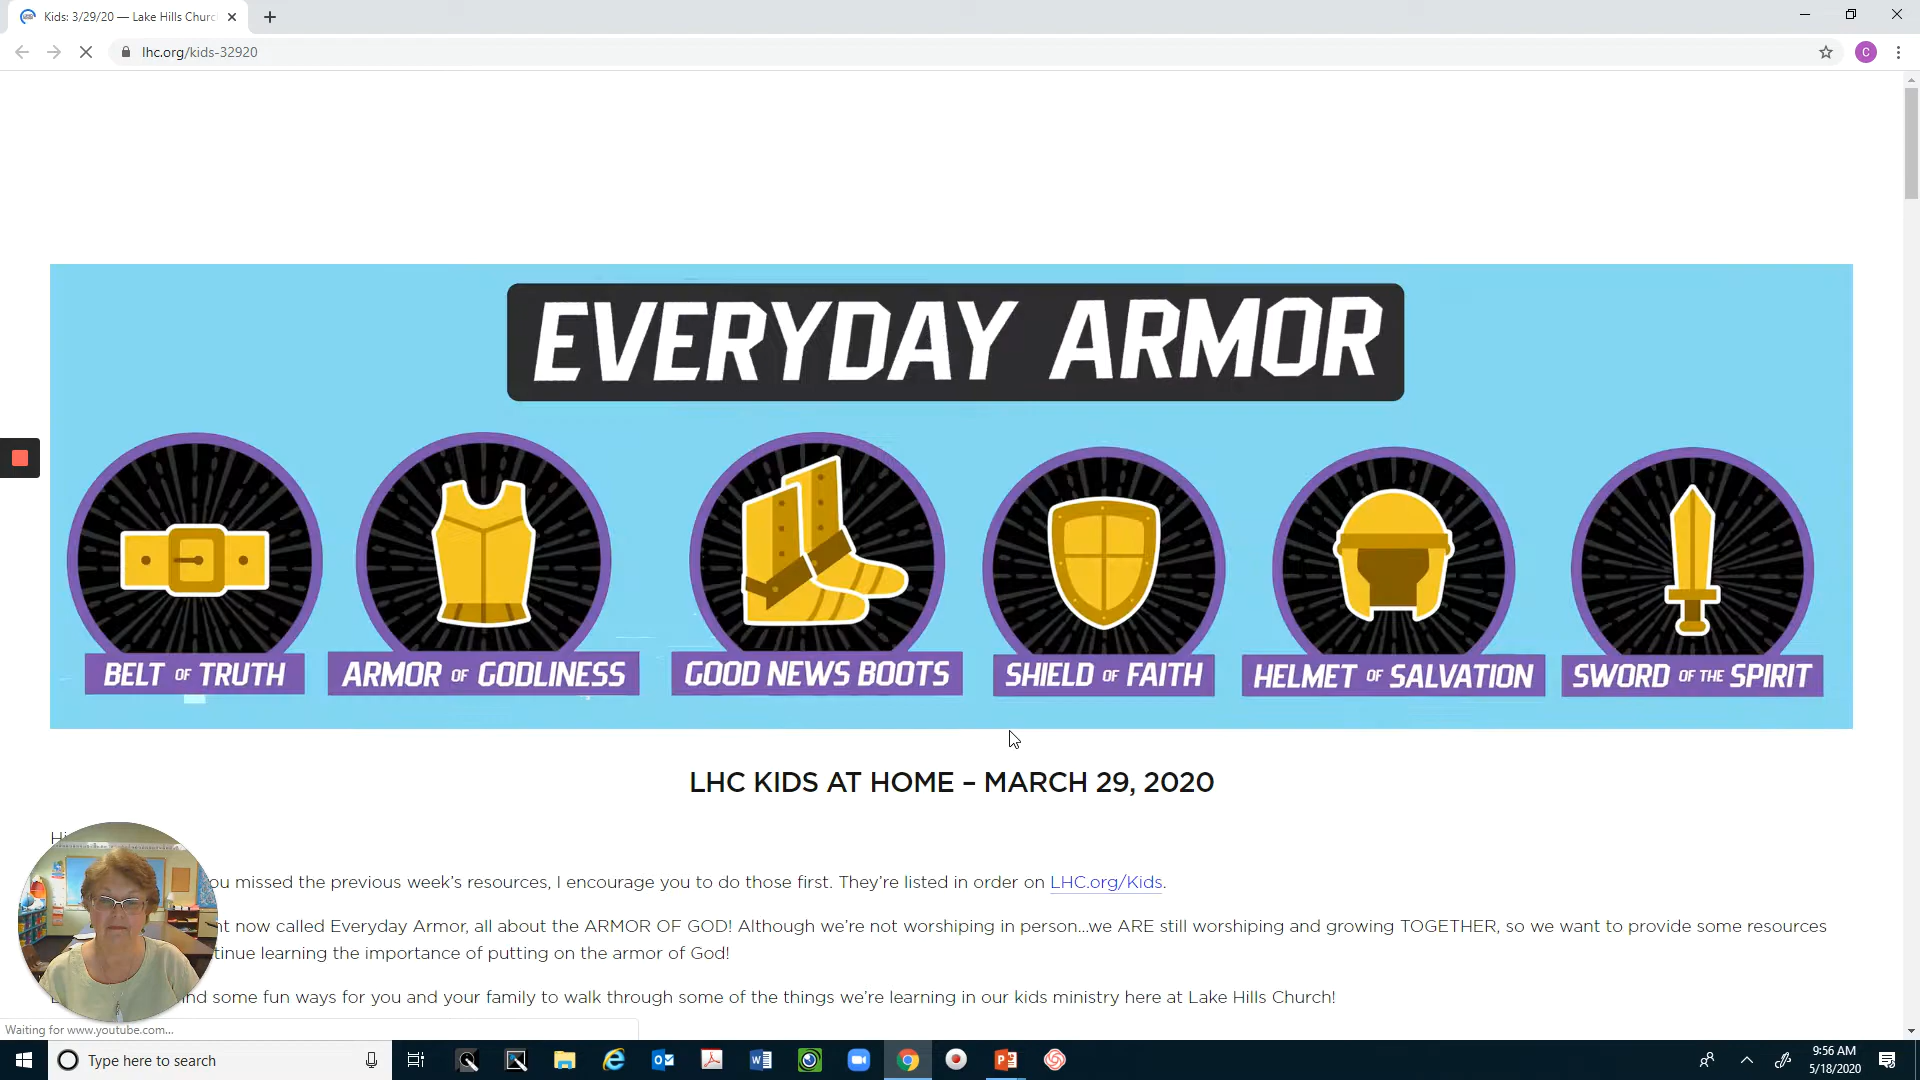 Kids: 3/29/20 — Lake Hills Churc
lhc.org/kids-32920
C
EVERYDAY ARMOR
BELT OF TRUTH
ARMOR OF GODLINESS
GOOD NEWS BOOTS
SHIELD OF FAITH
HELMET OF SALVATION
SWORD OF THE SPIRIT
LHC KIDS AT HOME – MARCH 29, 2020
ou missed the previous week's resources, I encourage you to do those first. They're listed in order on LHC.org/Kids.
nt now called Everyday Armor, all about the ARMOR OF GOD! Although we're not worshiping in person...we ARE still worshiping and growing TOGETHER, so we want to provide some resources
tinue learning the importance of putting on the armor of God!
nd some fun ways for you and your family to walk through some of the things we're learning in our kids ministry here at Lake Hills Church!
Waiting for www.youtube.com...
Type here to search
9:56 AM
5/18/2020